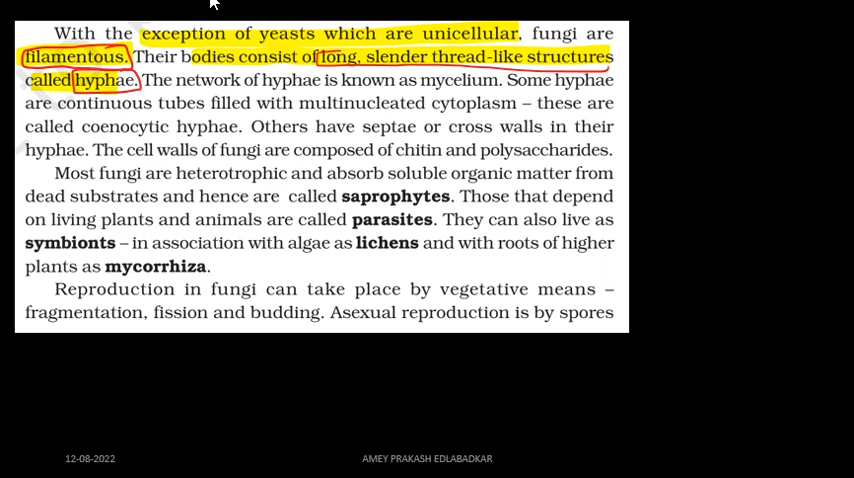 With the exception of yeasts which are unicellular, fungi are
filamentous. Their bodies consist of long, slender thread-like structures
called hyphae. The network of hyphae is known as mycelium. Some hyphae
are continuous tubes filled with multinucleated cytoplasm – these are
called coenocytic hyphae. Others have septae or cross walls in their
hyphae. The cell walls of fungi are composed of chitin and polysaccharides.
Most fungi are heterotrophic and absorb soluble organic matter from
dead substrates and hence are called saprophytes. Those that depend
on living plants and animals are called parasites. They can also live as
symbionts – in association with algae as lichens and with roots of higher
plants as mycorrhiza.
Reproduction in fungi can take place by vegetative means –
fragmentation, fission and budding. Asexual reproduction is by spores
12-08-2022
AMEY PRAKASH EDLABADKAR